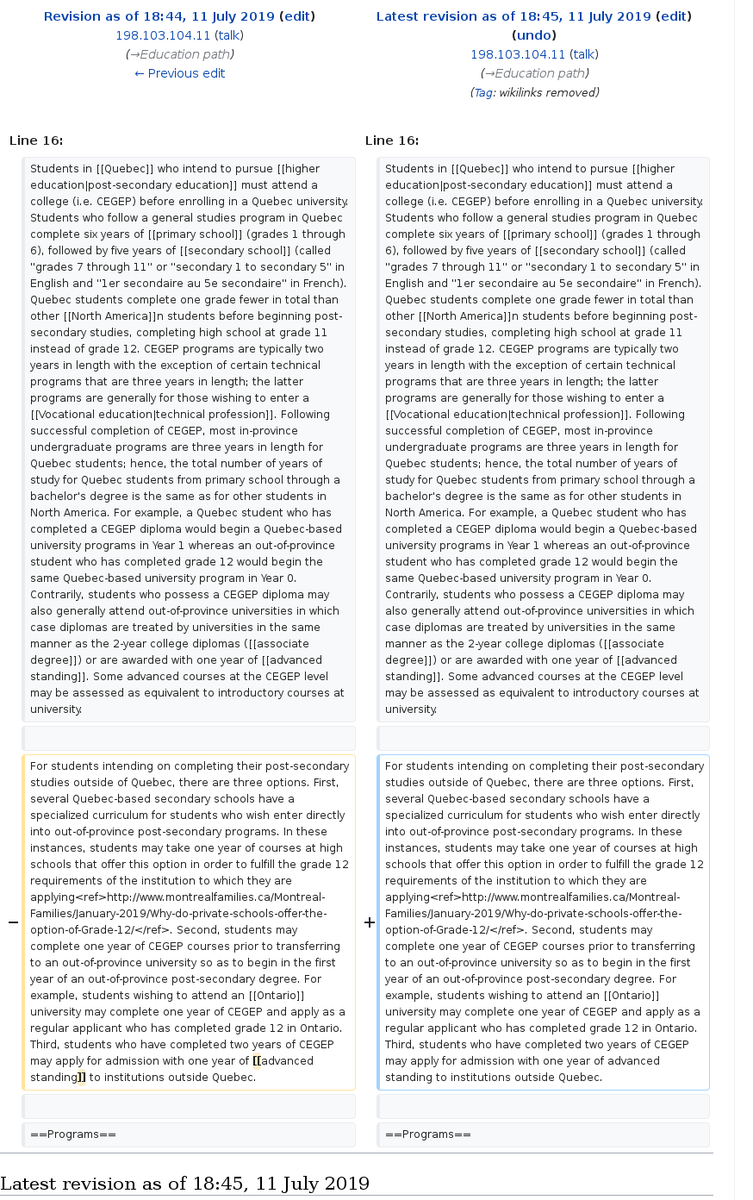 Revision as of 18:44, 11 July 2019 (edit)
198.103.104.11 (talk)
(→Education path)
← Previous edit
Latest revision as of 18:45, 11 July 2019 (edit)
(undo)
198.103.104.11 (talk)
(→Education path)
(Tag: wikilinks removed)
Line 16:
Students in [[Quebec]] who intend to pursue [[higher
education|post-secondary education]] must attend a
college (i.e. CEGEP) before enrolling in a Quebec university.
Students who follow a general studies program in Quebec
complete six years of [[primary school]] (grades 1 through
6), followed by five years of [[secondary school]] (called
"grades 7 through 11" or "secondary 1 to secondary 5" in
English and "1er secondaire au 5e secondaire" in French).
Quebec students complete one grade fewer in total than
other [[North America]]n students before beginning post-
secondary studies, completing high school at grade 11
instead of grade 12. CEGEP programs are typically two
years in length with the exception of certain technical
programs that are three years in length; the latter
programs are generally for those wishing to enter a
[[Vocational education|technical profession]]. Following
successful completion of CEGEP, most in-province
undergraduate programs are three years in length for
Quebec students; hence, the total number of years of
study for Quebec students from primary school through a
bachelor's degree is the same as for other students in
North America. For example, a Quebec student who has
completed a CEGEP diploma would begin a Quebec-based
university programs in Year 1 whereas an out-of-province
student who has completed grade 12 would begin the
same Quebec-based university program in Year 0.
Contrarily, students who possess a CEGEP diploma may
also generally attend out-of-province universities in which
case diplomas are treated by universities in the same
manner as the 2-year college diplomas ([[associate
degree]]) or are awarded with one year of [[advanced
standing]]. Some advanced courses at the CEGEP level
may be assessed as equivalent to introductory courses at
university.
−
For students intending on completing their post-secondary
studies outside of Quebec, there are three options. First,
several Quebec-based secondary schools have a
specialized curriculum for students who wish enter directly
into out-of-province post-secondary programs. In these
instances, students may take one year of courses at high
schools that offer this option in order to fulfill the grade 12
requirements of the institution to which they are
applying<ref>http://www.montrealfamilies.ca/Montreal-
Families/January-2019/Why-do-private-schools-offer-the-
option-of-Grade-12/</ref>. Second, students may
complete one year of CEGEP courses prior to transferring
to an out-of-province university so as to begin in the first
year of an out-of-province post-secondary degree. For
example, students wishing to attend an [[Ontario]]
university may complete one year of CEGEP and apply as a
regular applicant who has completed grade 12 in Ontario.
Third, students who have completed two years of CEGEP
may apply for admission with one year of [[advanced
standing]] to institutions outside Quebec.
==Programs==
Line 16:
Students in [[Quebec]] who intend to pursue [[higher
education|post-secondary education]] must attend a
college (i.e. CEGEP) before enrolling in a Quebec university.
Students who follow a general studies program in Quebec
complete six years of [[primary school]] (grades 1 through
6), followed by five years of [[secondary school]] (called
"grades 7 through 11" or "secondary 1 to secondary 5" in
English and "1er secondaire au 5e secondaire" in French).
Quebec students complete one grade fewer in total than
other [[North America]]n students before beginning post-
secondary studies, completing high school at grade 11
instead of grade 12. CEGEP programs are typically two
years in length with the exception of certain technical
programs that are three years in length; the latter
programs are generally for those wishing to enter a
[[Vocational education|technical profession]]. Following
successful completion of CEGEP, most in-province
undergraduate programs are three years in length for
Quebec students; hence, the total number of years of
study for Quebec students from primary school through a
bachelor's degree is the same as for other students in
North America. For example, a Quebec student who has
completed a CEGEP diploma would begin a Quebec-based
university programs in Year 1 whereas an out-of-province
student who has completed grade 12 would begin the
same Quebec-based university program in Year 0.
Contrarily, students who possess a CEGEP diploma may
also generally attend out-of-province universities in which
case diplomas are treated by universities in the same
manner as the 2-year college diplomas ([[associate
degree]]) or are awarded with one year of [[advanced
standing]]. Some advanced courses at the CEGEP level
may be assessed as equivalent to introductory courses at
university.
+
For students intending on completing their post-secondary
studies outside of Quebec, there are three options. First,
several Quebec-based secondary schools have a
specialized curriculum for students who wish enter directly
into out-of-province post-secondary programs. In these
instances, students may take one year of courses at high
schools that offer this option in order to fulfill the grade 12
requirements of the institution to which they are
applying<ref>http://www.montrealfamilies.ca/Montreal-
Families/January-2019/Why-do-private-schools-offer-the-
option-of-Grade-12/</ref>. Second, students may
complete one year of CEGEP courses prior to transferring
to an out-of-province university so as to begin in the first
year of an out-of-province post-secondary degree. For
example, students wishing to attend an [[Ontario]]
university may complete one year of CEGEP and apply as a
regular applicant who has completed grade 12 in Ontario.
Third, students who have completed two years of CEGEP
may apply for admission with one year of advanced
standing to institutions outside Quebec.
==Programs==
Latest revision as of 18:45, 11 July 2019